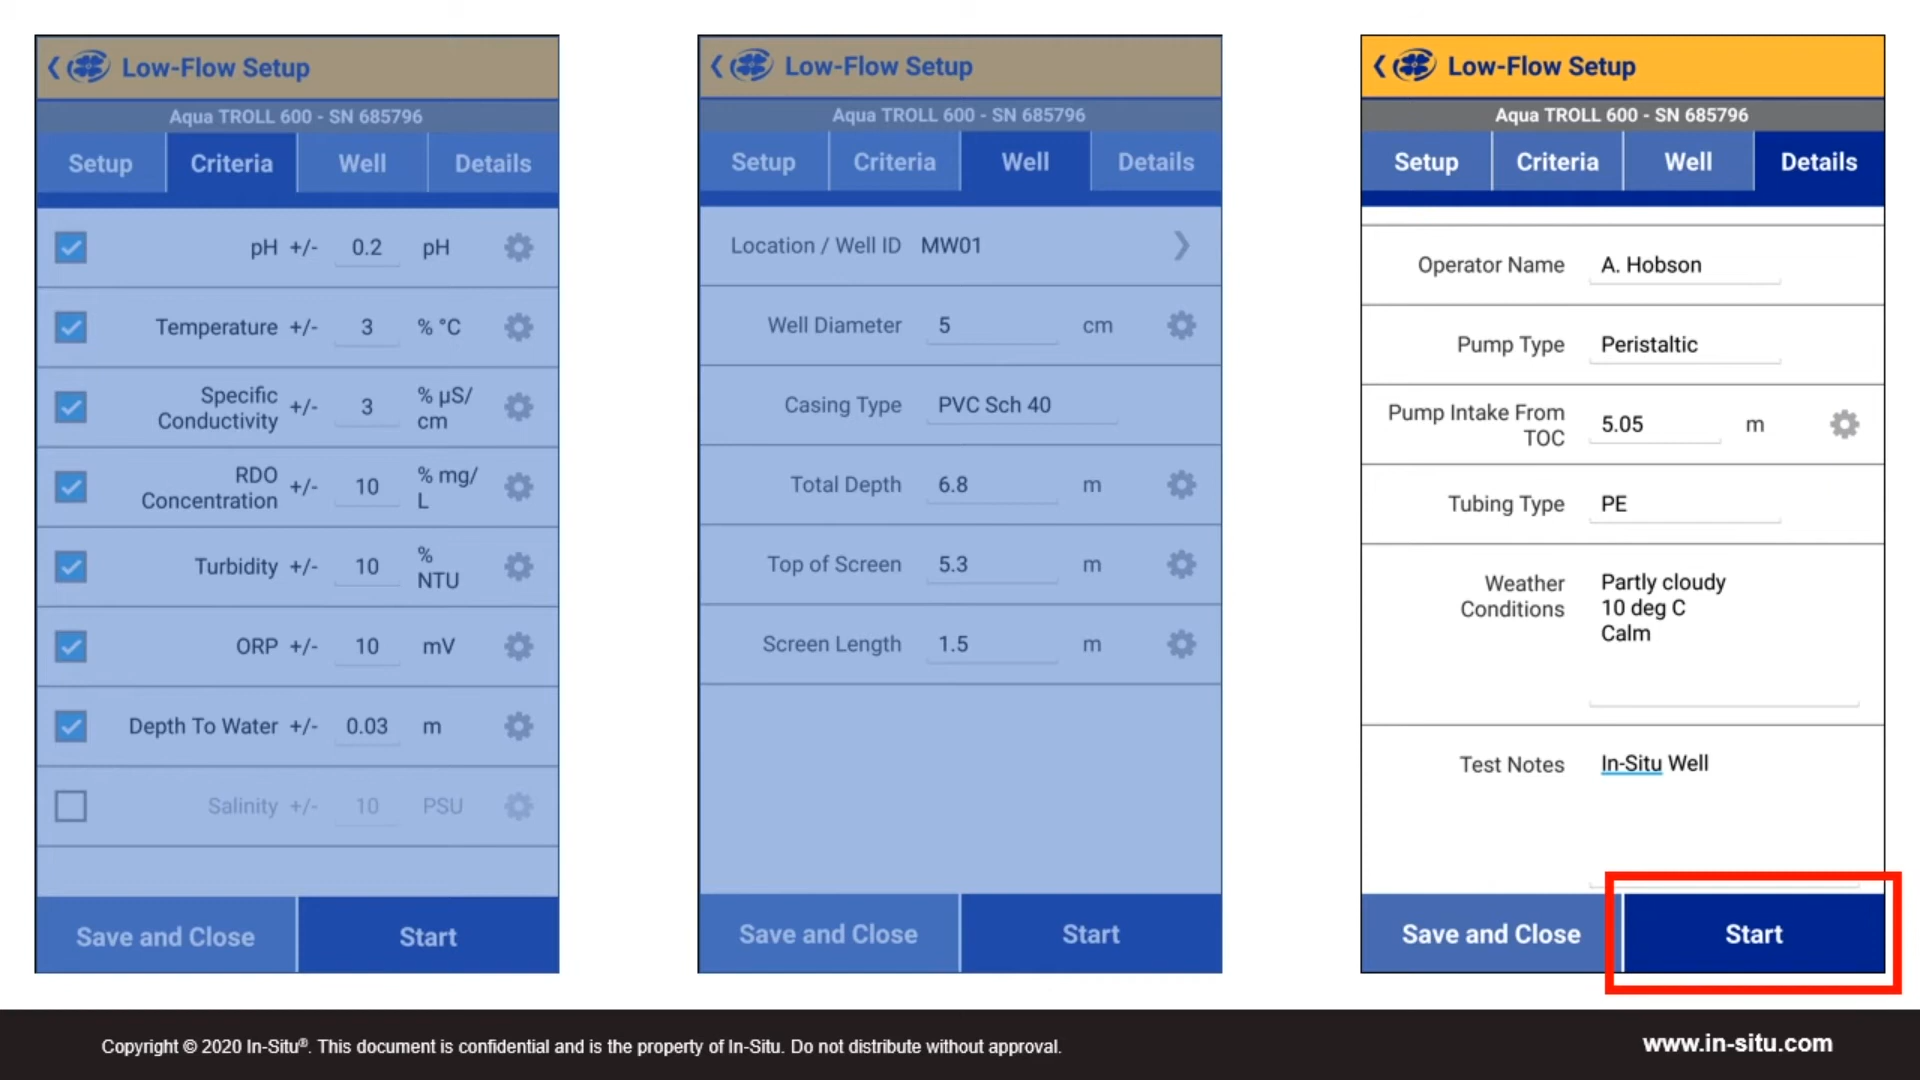 Low-Flow Setup
Aqua TROLL 600 - SN 685796
Setup Criteria Well Details
pH +/- 0.2 pH
Temperature +/- 3 % °C
Specific
Conductivity +/- 3 % µS/
cm
RDO
Concentration +/- 10 % mg/
L
Turbidity +/- 10 %
NTU
ORP +/- 10 mV
Depth To Water +/- 0.03 m
Salinity +/- 10 PSU
Save and Close Start
Low-Flow Setup
Aqua TROLL 600 - SN 685796
Setup Criteria Well Details
Location / Well ID MW01
Well Diameter 5 cm
Casing Type PVC Sch 40
Total Depth 6.8 m
Top of Screen 5.3 m
Screen Length 1.5 m
Save and Close Start
Low-Flow Setup
Aqua TROLL 600 - SN 685796
Setup Criteria Well Details
Operator Name A. Hobson
Pump Type Peristaltic
Pump Intake From
TOC 5.05 m
Tubing Type PE
Weather
Conditions Partly cloudy
10 deg C
Calm
Test Notes In-Situ Well
Save and Close Start
Copyright © 2020 In-Situ®. This document is confidential and is the property of In-Situ. Do not distribute without approval.
www.in-situ.com